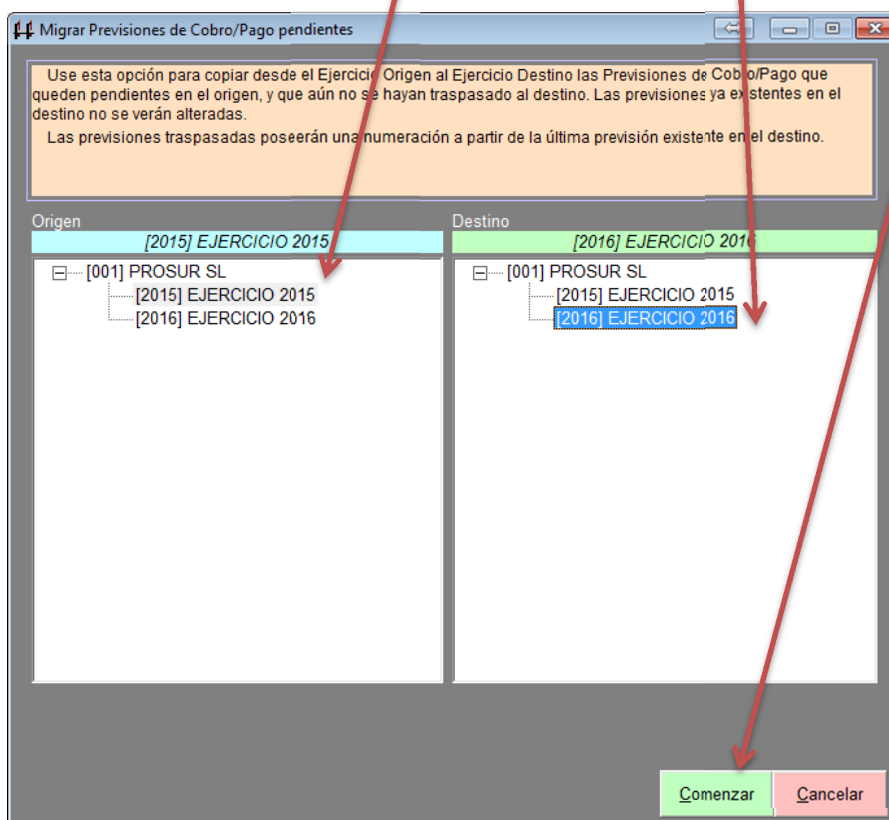 Migrar Previsiones de Cobro/Pago pendientes
Use esta opción para copiar desde el Ejercicio Origen al Ejercicio Destino las Previsiones de Cobro/Pago que
queden pendientes en el origen, y que aún no se hayan traspasado al destino. Las previsiones ya existentes en el
destino no se verán alteradas.
Las previsiones traspasadas poseerán una numeración a partir de la última previsión existente en el destino.
Origen
[2015] EJERCICIO 2015
[001] PROSUR SL
[2015] EJERCICIO 2015
[2016] EJERCICIO 2016
Destino
[2016] EJERCICIO 2016
[001] PROSUR SL
[2015] EJERCICIO 2015
[2016] EJERCICIO 2016
Comenzar
Cancelar